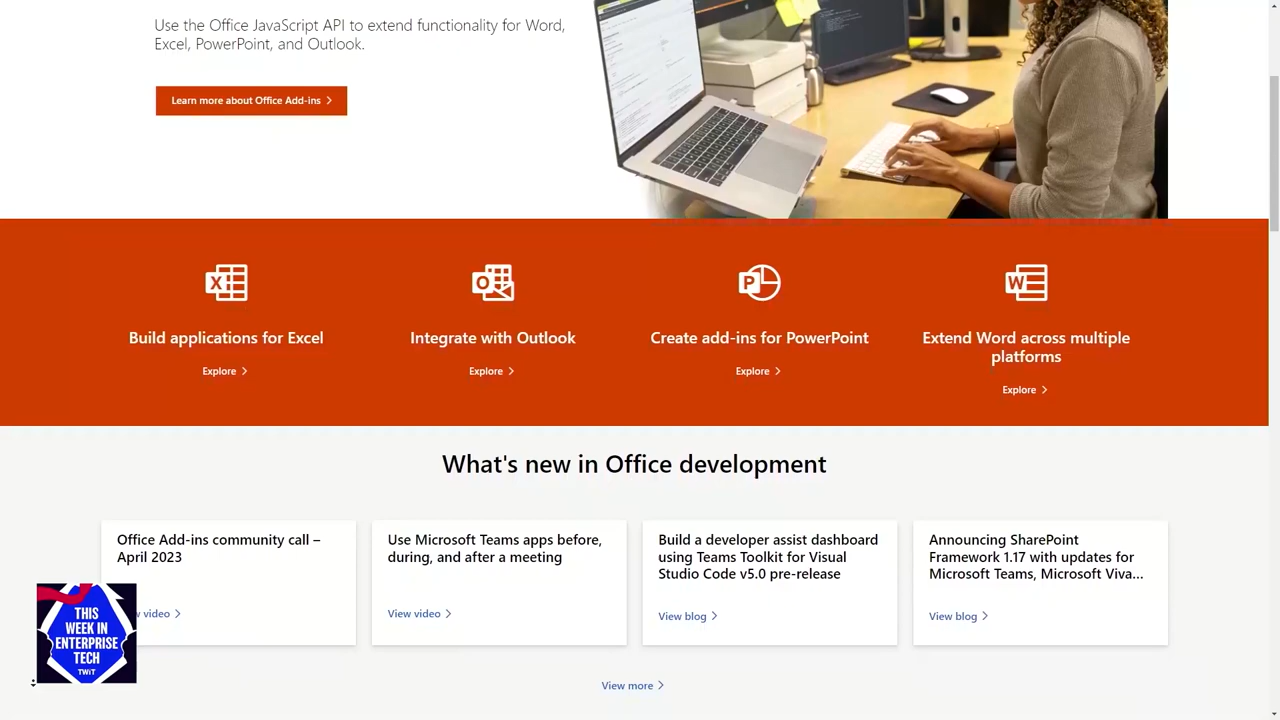 Use the Office JavaScript API to extend functionality for Word,
Excel, PowerPoint, and Outlook.
Learn more about Office Add-ins
X
O
P
W
Build applications for Excel
Explore
Integrate with Outlook
Explore
Create add-ins for PowerPoint
Explore
Extend Word across multiple
platforms
Explore
What's new in Office development
Office Add-ins community call –
April 2023
video
Use Microsoft Teams apps before,
during, and after a meeting
View video
Build a developer assist dashboard
using Teams Toolkit for Visual
Studio Code v5.0 pre-release
View blog
Announcing SharePoint
Framework 1.17 with updates for
Microsoft Teams, Microsoft Viva...
View blog
View more
THIS
WEEK IN
ENTERPRISE
TECH
TWiT